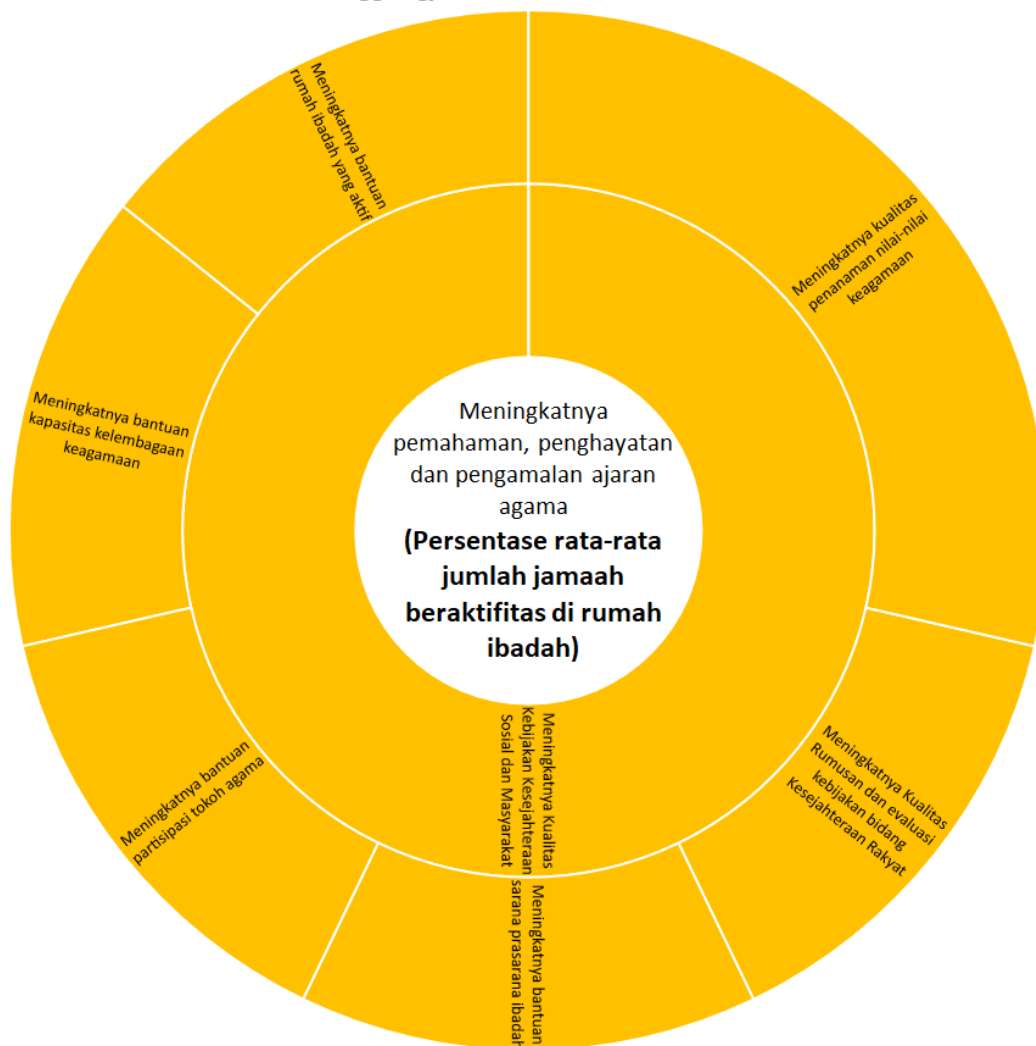 Meningkatnya
pemahaman, penghayatan
dan pengamalan ajaran
agama
(Persentase rata-rata
jumlah jamaah
beraktifitas di rumah
ibadah)
Meningkatnya Kualitas
Kebijakan Kesejahteraan
Sosial dan Masyarakat
Meningkatnya kualitas
penanaman nilai-nilai
keagamaan
Meningkatnya Kualitas
Rumusan dan evaluasi
kebijakan bidang
Kesejahteraan Rakyat
Meningkatnya bantuan
sarana prasarana ibadah
Meningkatnya bantuan
partisipasi tokoh agama
Meningkatnya bantuan
kapasitas kelembagaan
keagamaan
Meningkatnya bantuan
rumah ibadah yang aktif